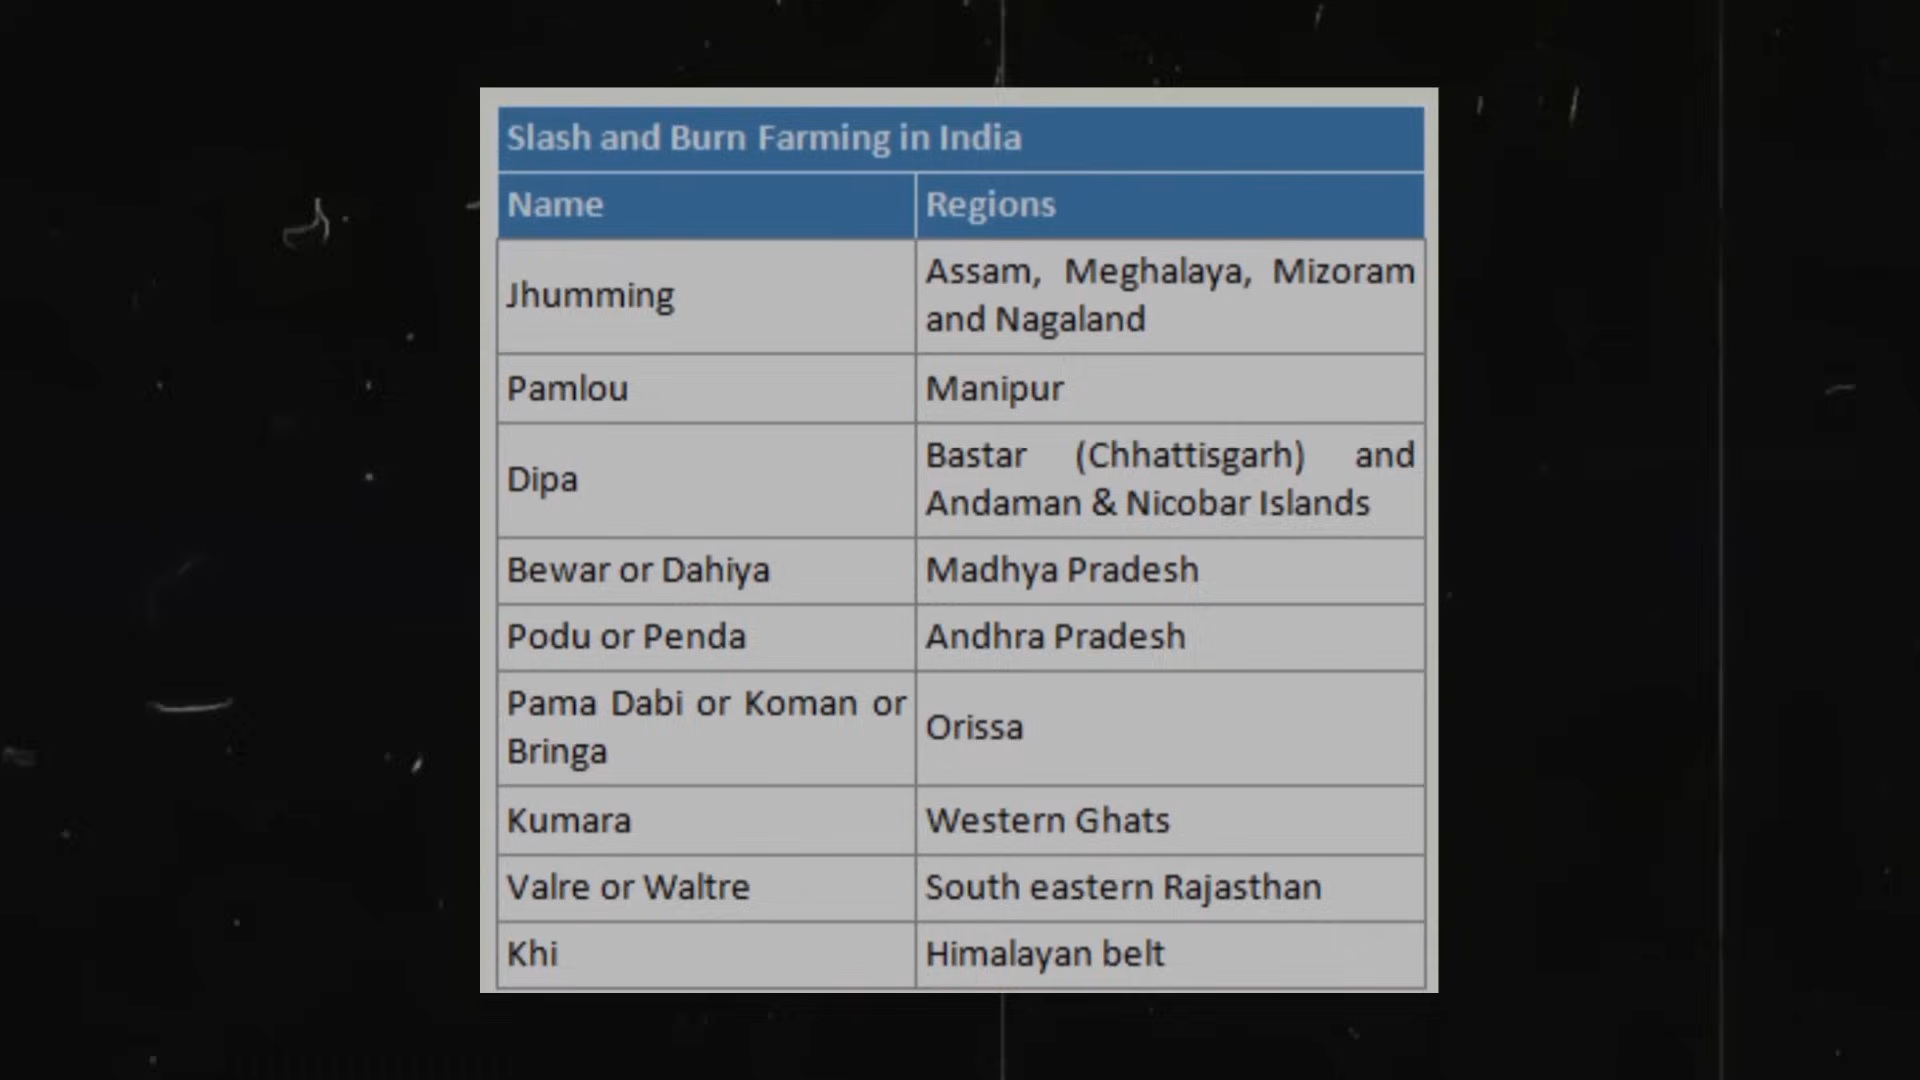 Slash and Burn Farming in India
Name Regions
Jhumming
Assam, Meghalaya, Mizoram
and Nagaland
Pamlou
Manipur
Dipa
Bastar (Chhattisgarh) and
Andaman & Nicobar Islands
Bewar or Dahiya
Madhya Pradesh
Podu or Penda
Andhra Pradesh
Pama Dabi or Koman or
Bringa
Orissa
Kumara
Western Ghats
Valre or Waltre
South eastern Rajasthan
Khi
Himalayan belt